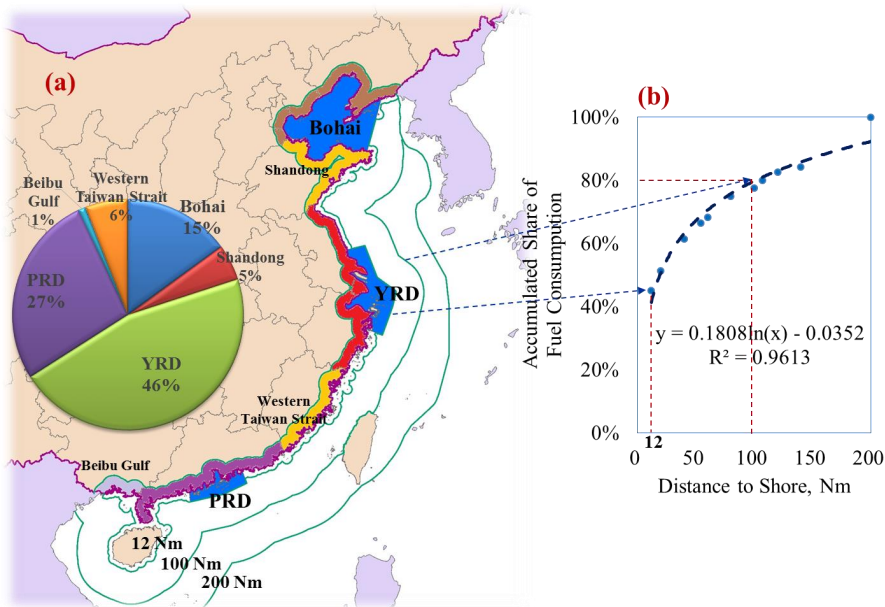 (a)
Bohai
Shandong
YRD
Western
Taiwan Strait
Beibu Gulf
PRD
12 Nm
100 Nm
200 Nm
Beibu
Gulf
1%
Western
Taiwan Strait
6%
Bohai
15%
Shandong
5%
PRD
27%
YRD
46%
(b)
Accumulated Share of
Fuel Consumpution
100%
80%
60%
40%
20%
0%
y = 0.1808ln(x) - 0.0352
R² = 0.9613
0
12
50
100
150
200
Distance to Shore, Nm